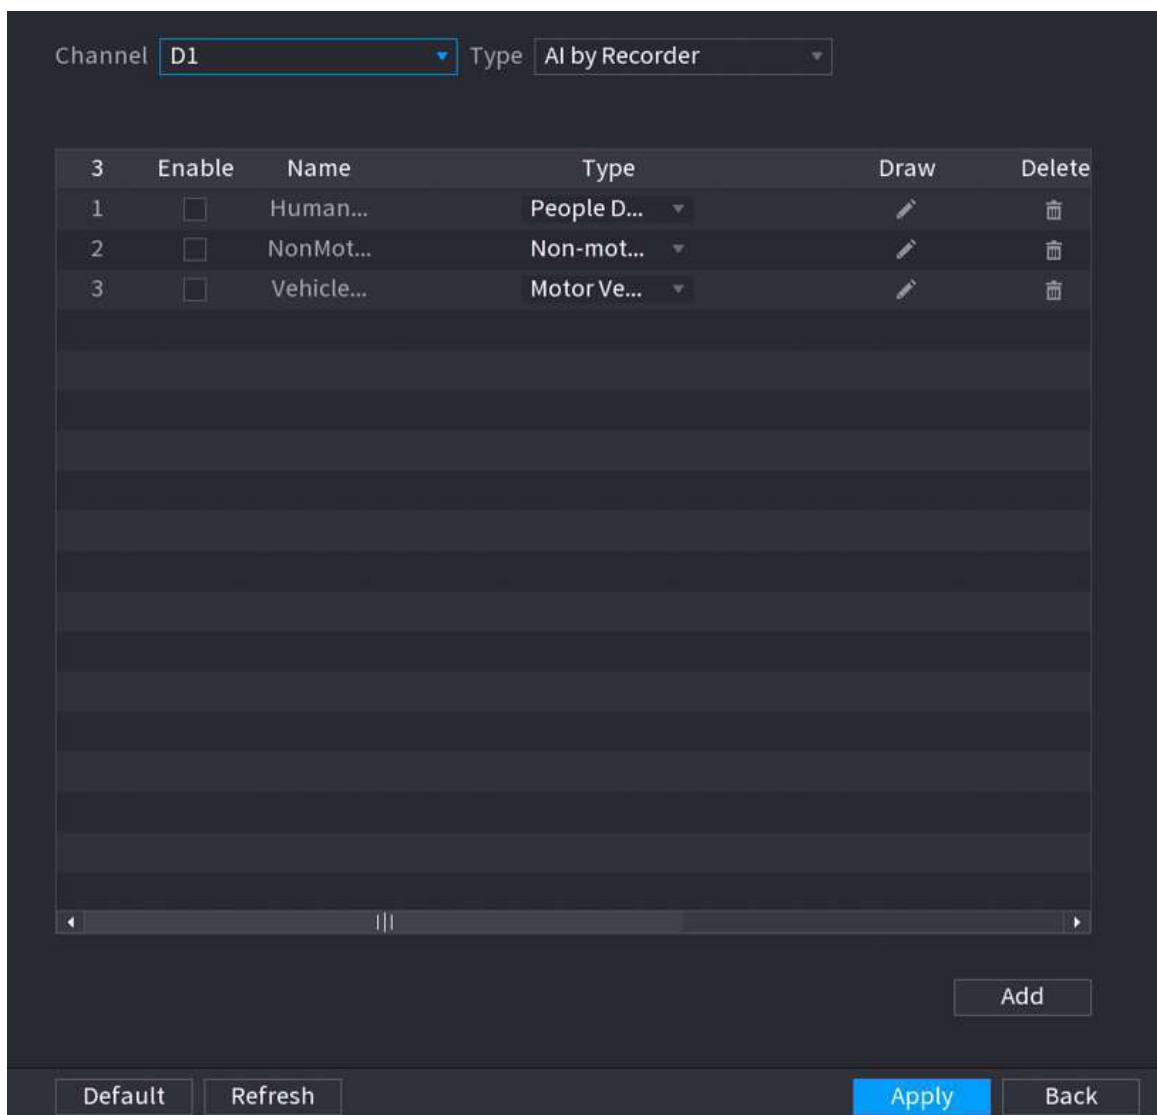 Channel D1 Type AI by Recorder
3 Enable Name Type Draw Delete
1 Human... People D...
2 NonMot... Non-mot...
3 Vehicle... Motor Ve...
Add
Default Refresh Apply Back